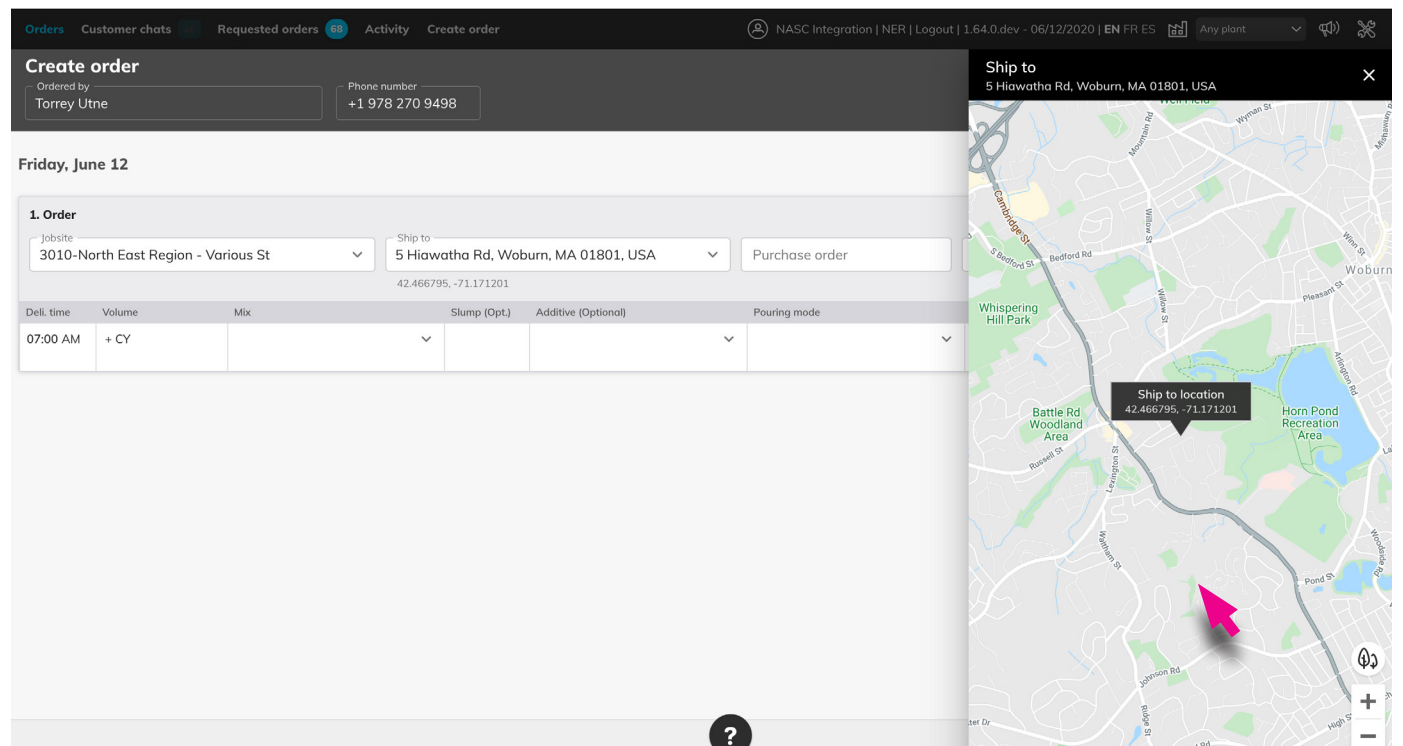 Orders Customer chats Requested orders 68 Activity Create order
NASC Integration | NER | Logout | 1.64.0.dev - 06/12/2020 | EN FR ES Any plant
Create order
Ordered by
Torrey Utne
Phone number
+1 978 270 9498
Friday, June 12
1. Order
Jobsite
3010-North East Region - Various St
Ship to
5 Hiawatha Rd, Woburn, MA 01801, USA
42.466795, -71.171201
Purchase order
Deli. time Volume Mix Slump (Opt.) Additive (Optional) Pouring mode
07:00 AM + CY
?
Ship to
5 Hiawatha Rd, Woburn, MA 01801, USA
Wyman St
Mountain Rd
Cambridge St
Willow St
S Bedford St
Bedford Rd
Winn St
Woburn
Pleasant St
Whispering
Hill Park
Willow St
Arlington Rd
Ship to location
42.466795, -71.171201
Battle Rd
Woodland
Area
Horn Pond
Recreation
Area
Russell St
Lexington St
Waltham St
Woodside Rd
Pond St
Johnson Rd
Ridge St
High St
+
−